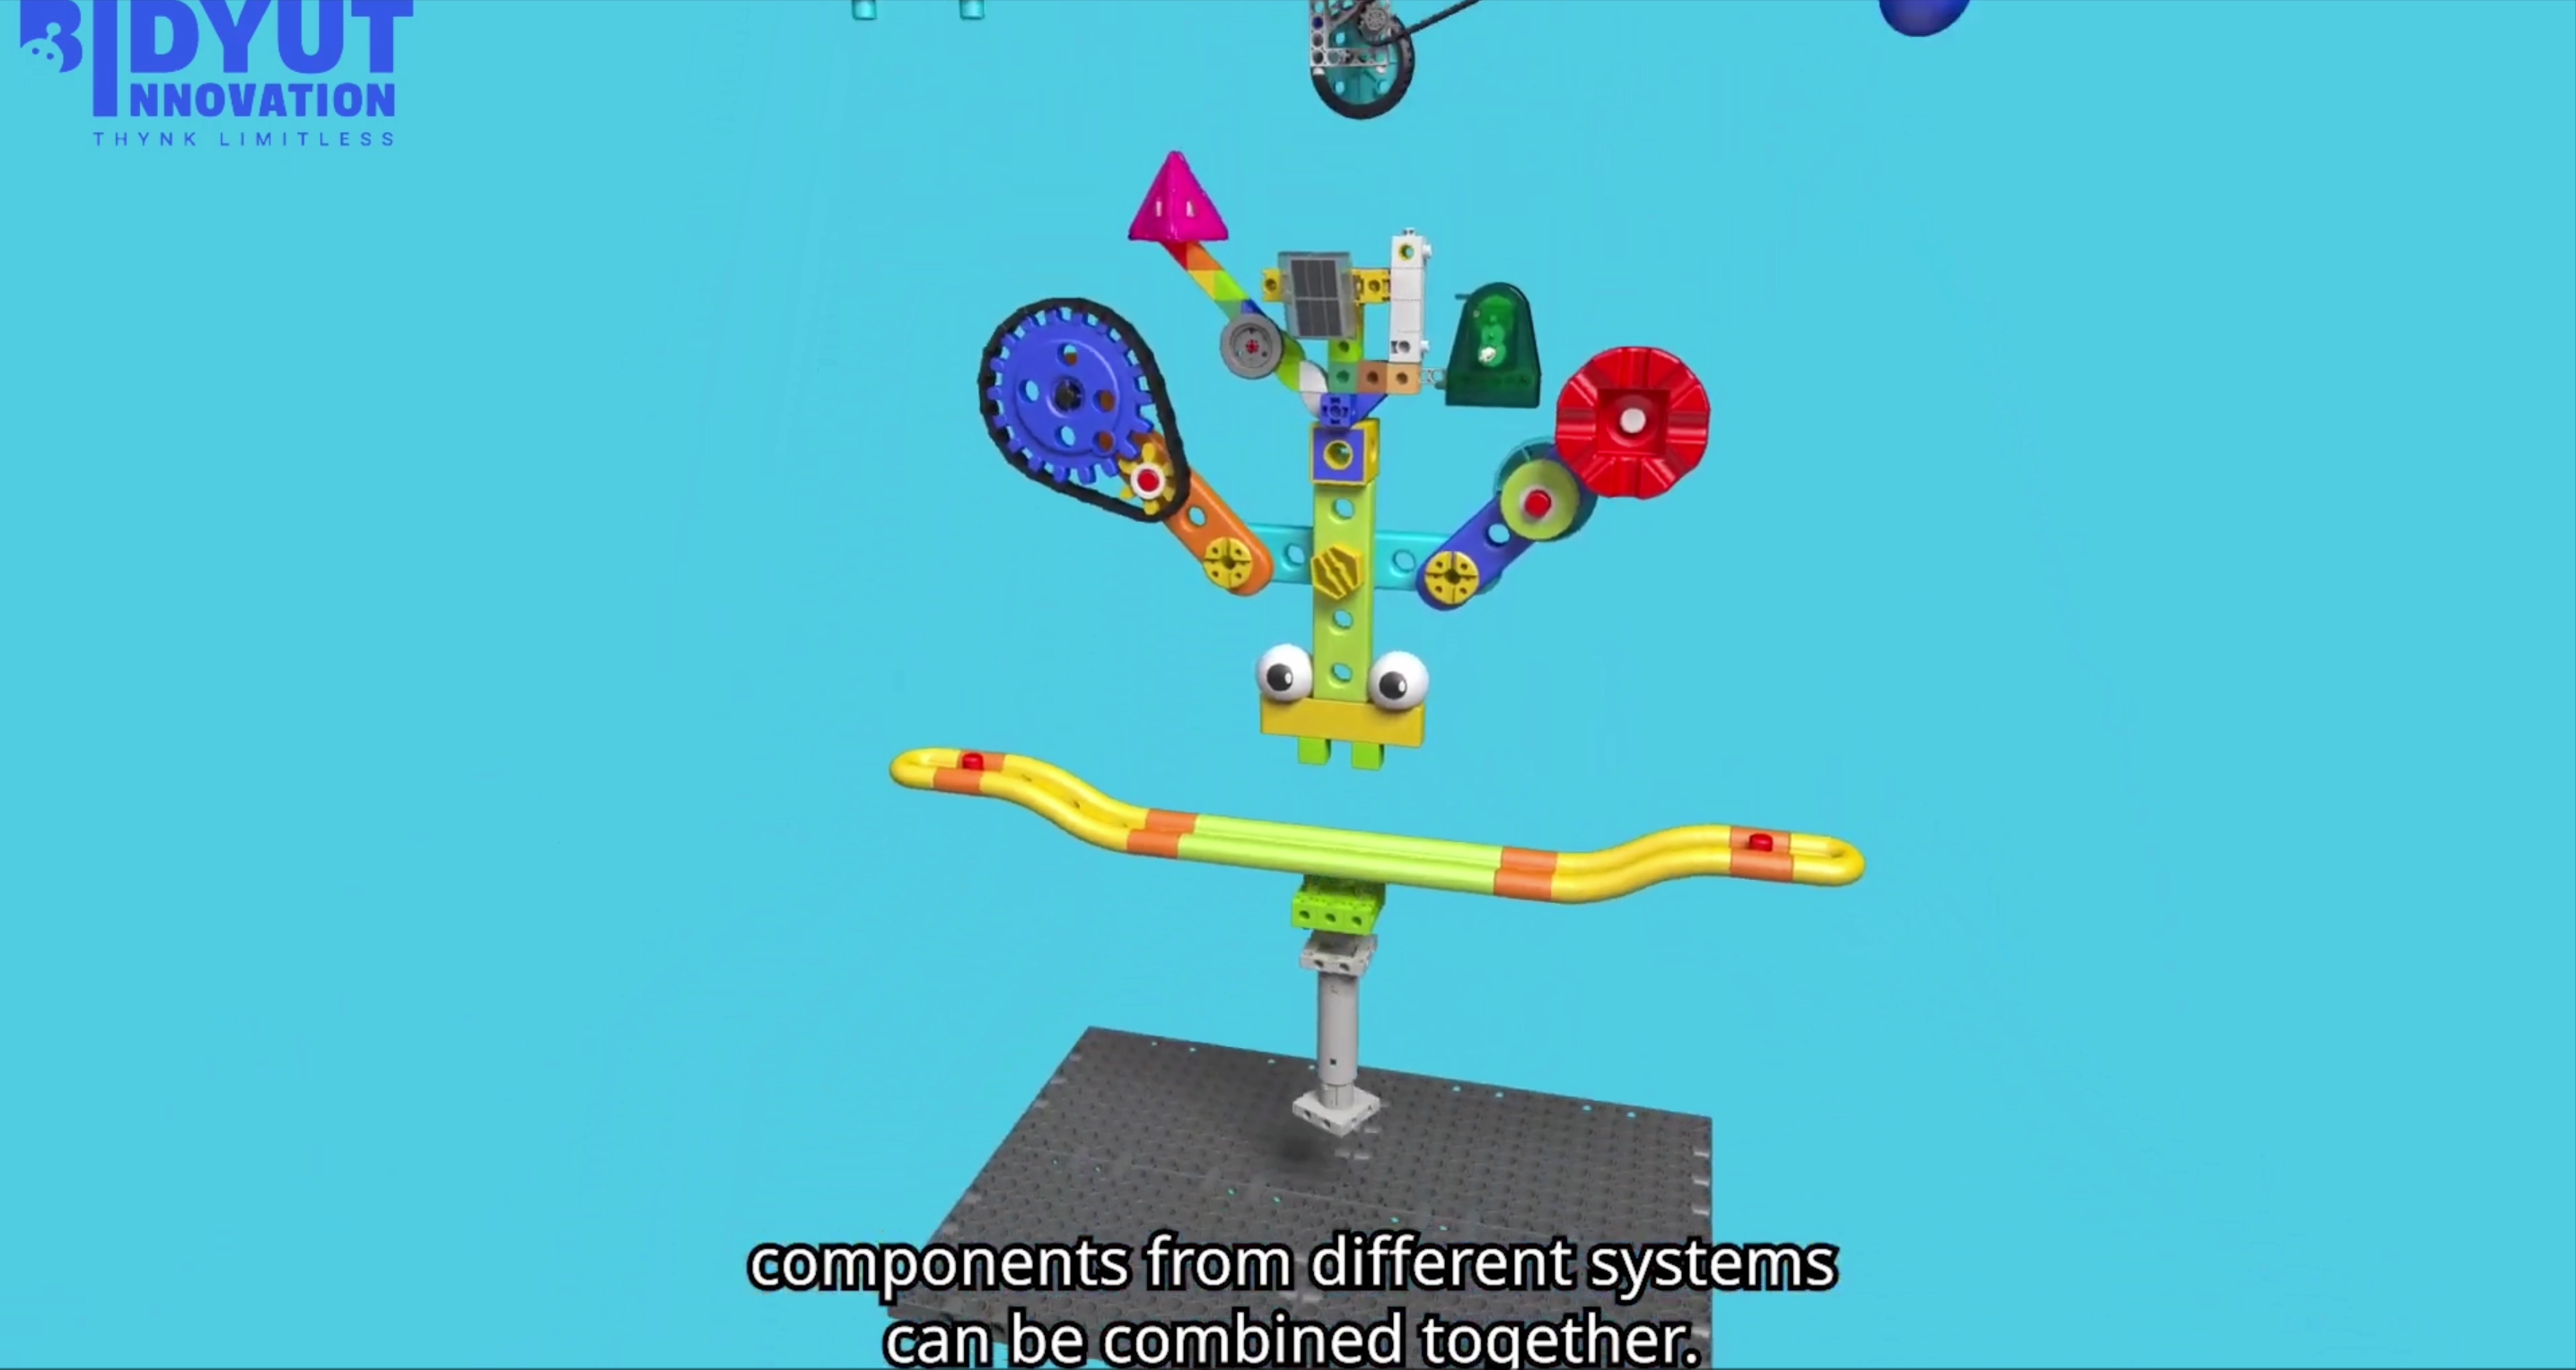 BIDYUT
INNOVATION
THYNK LIMITLESS
components from different systems
can be combined together.